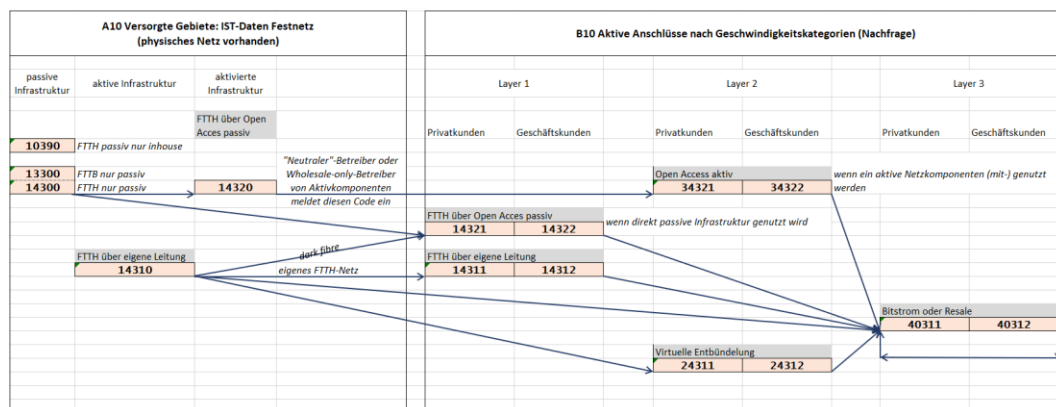 A10 Versorgte Gebiete: IST-Daten Festnetz
(physisches Netz vorhanden)
B10 Aktive Anschlüsse nach Geschwindigkeitskategorien (Nachfrage)
passive
Infrastruktur
aktive Infrastruktur
aktivierte
Infrastruktur
Layer 1
Layer 2
Layer 3
FTTH über Open
Acces passiv
Privatkunden
Geschäftskunden
Privatkunden
Geschäftskunden
Privatkunden
Geschäftskunden
10390 FTTH passiv nur inhouse
13300 FTTB nur passiv
14300 FTTH nur passiv
14320
"Neutraler"-Betreiber oder
Wholesale-only-Betreiber
von Aktivkomponenten
meldet diesen Code ein
Open Access aktiv
34321 34322
wenn ein aktive Netzkomponenten (mit-) genutzt
werden
FTTH über Open Acces passiv
14321 14322
wenn direkt passive Infrastruktur genutzt wird
dark fibre
FTTH über eigene Leitung
14310
eigenes FTTH-Netz
FTTH über eigene Leitung
14311 14312
Bitstrom oder Resale
40311 40312
Virtuelle Entbündelung
24311 24312